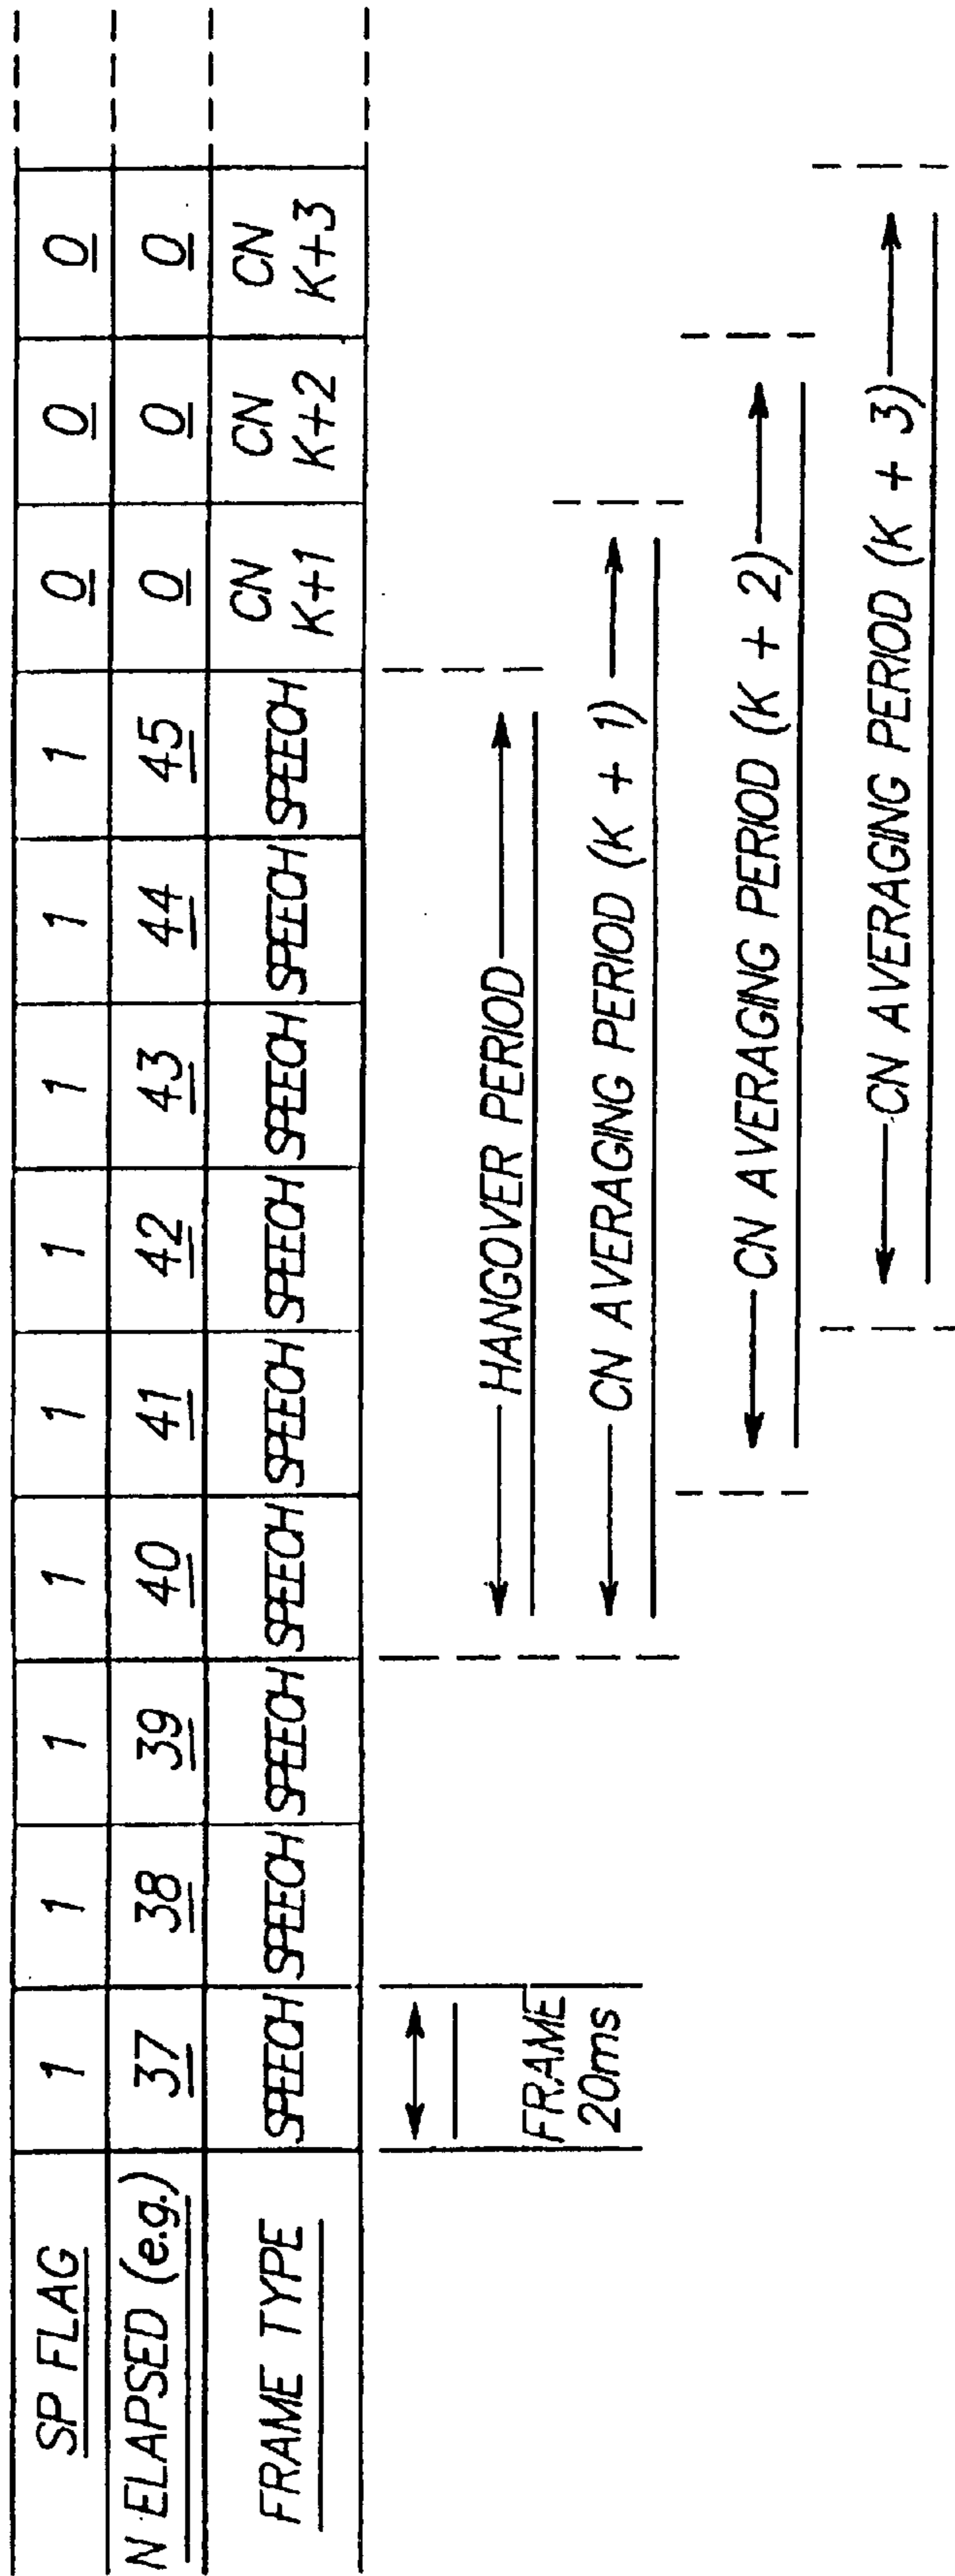 SP FLAG 1 1 1 1 1 1 1 1 1 0 0 0
N ELAPSED (e.g.) 37 38 39 40 41 42 43 44 45 0 0 0
FRAME TYPE SPEECH SPEECH SPEECH SPEECH SPEECH SPEECH SPEECH SPEECH SPEECH CN K+1 CN K+2 CN K+3
FRAME
20ms
HANGOVER PERIOD
CN AVERAGING PERIOD (K + 1)
CN AVERAGING PERIOD (K + 2)
CN AVERAGING PERIOD (K + 3)